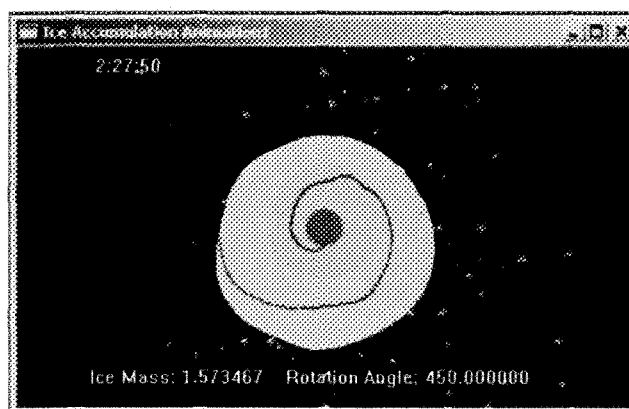 Ice Accumulation Animation
2:27:50
Ice Mass: 1.573467 Rotation Angle: 450.000000